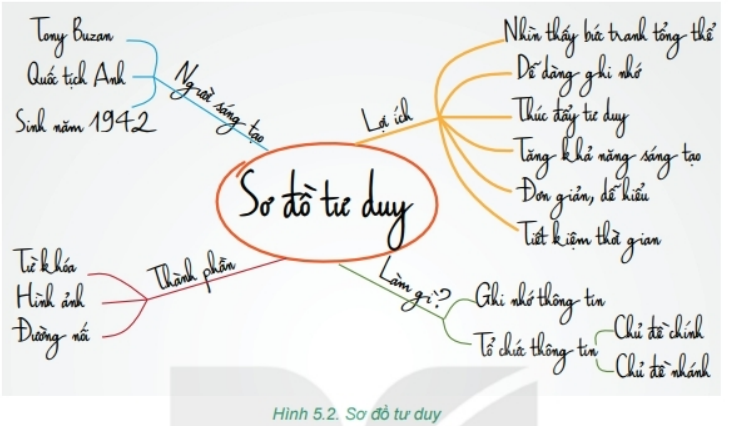 Tony Buzan
Quốc tịch Anh
Sinh năm 1942
Người sáng tạo
Sơ đồ tư duy
Lợi ích
Nhìn thấy bức tranh tổng thể
Dễ dàng ghi nhớ
Thúc đẩy tư duy
Tăng khả năng sáng tạo
Đơn giản, dễ hiểu
Tiết kiệm thời gian
Thành phần
Từ khóa
Hình ảnh
Đường nối
Làm gì?
Ghi nhớ thông tin
Tổ chức thông tin
Chủ đề chính
Chủ đề nhánh
Hình 5.2. Sơ đồ tư duy